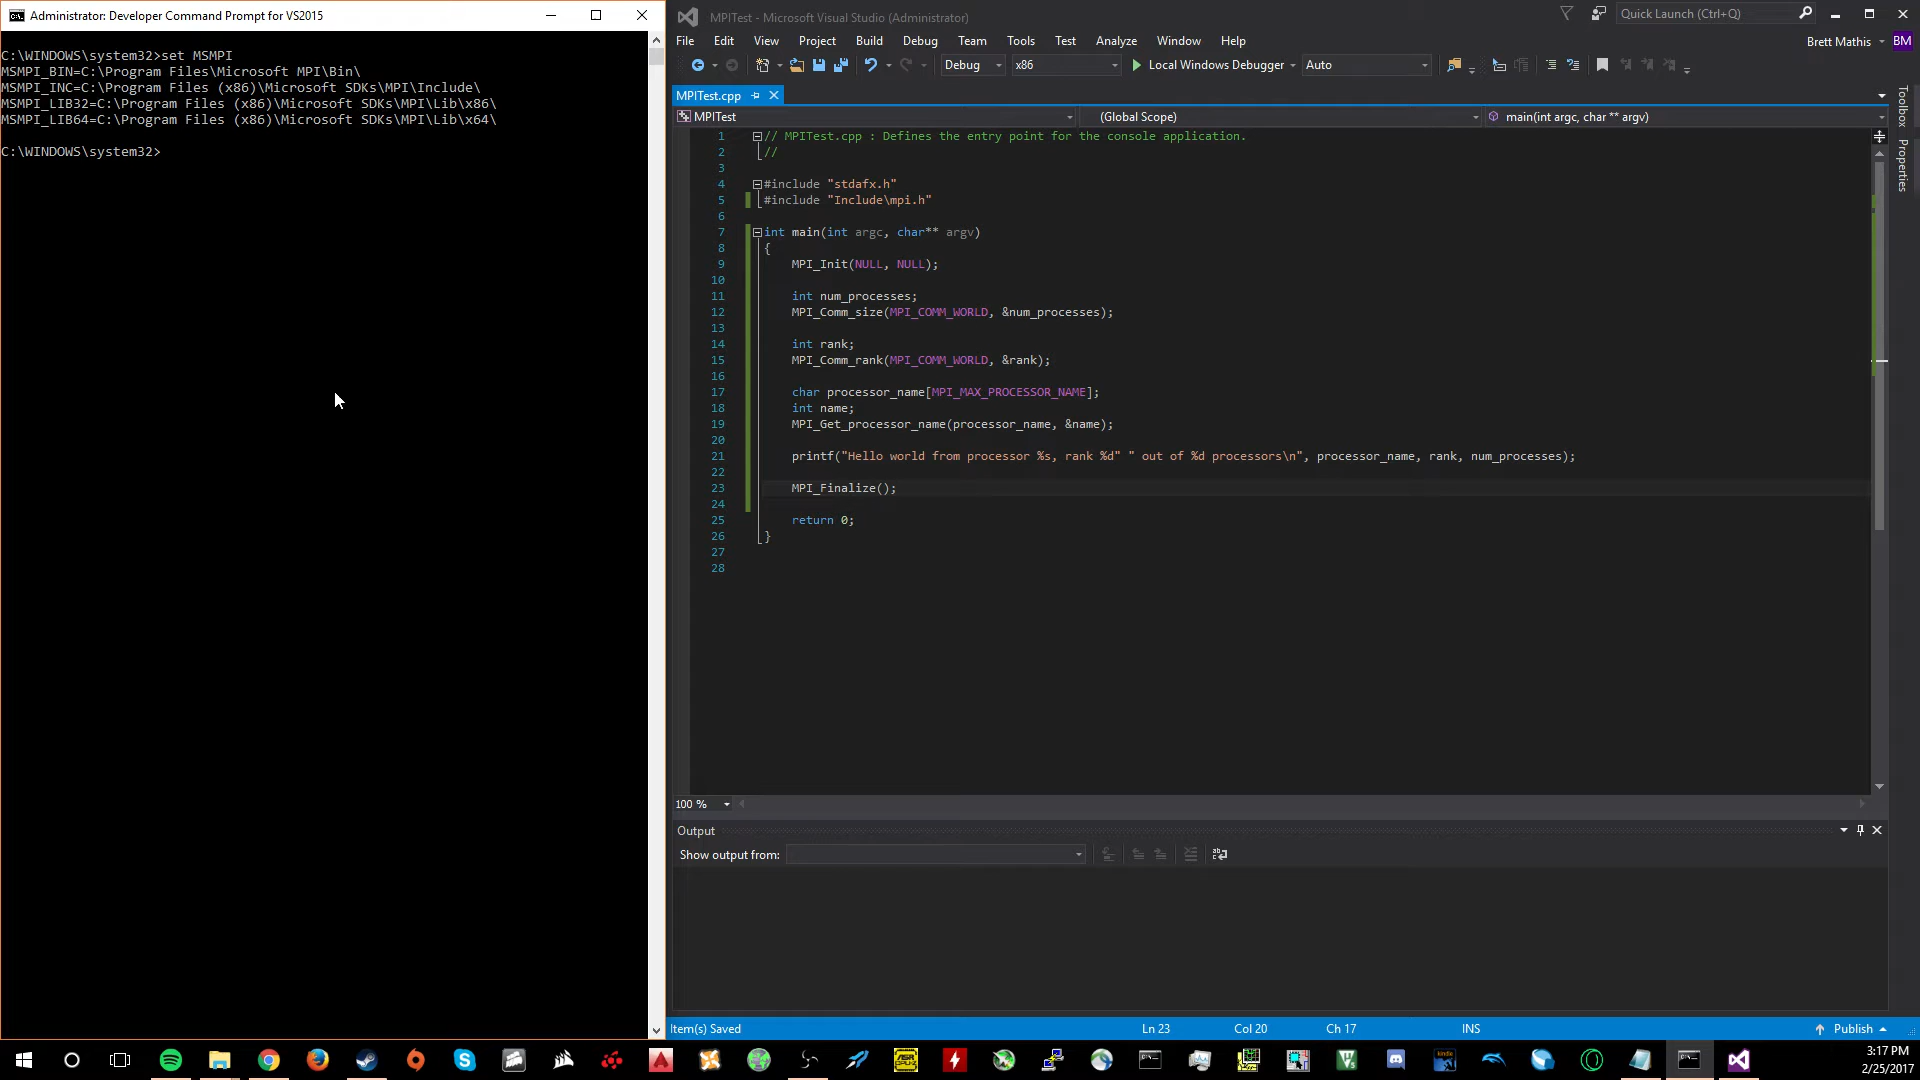 Administrator: Developer Command Prompt for VS2015
C:\WINDOWS\system32>set MSMPI
MSMPI_BIN=C:\Program Files\Microsoft MPI\Bin\
MSMPI_INC=C:\Program Files (x86)\Microsoft SDKs\MPI\Include\
MSMPI_LIB32=C:\Program Files (x86)\Microsoft SDKs\MPI\Lib\x86\
MSMPI_LIB64=C:\Program Files (x86)\Microsoft SDKs\MPI\Lib\x64\
C:\WINDOWS\system32>
MPITest - Microsoft Visual Studio (Administrator)
Quick Launch (Ctrl+Q)
File Edit View Project Build Debug Team Tools Test Analyze Window Help
Brett Mathis BM
Debug x86 Local Windows Debugger Auto
MPITest.cpp
MPITest (Global Scope) main(int argc, char ** argv)
Toolbox
Properties
1 // MPITest.cpp : Defines the entry point for the console application.
2 //
3
4 #include "stdafx.h"
5 #include "Include\mpi.h"
6
7 int main(int argc, char** argv)
8 {
9 MPI_Init(NULL, NULL);
10
11 int num_processes;
12 MPI_Comm_size(MPI_COMM_WORLD, &num_processes);
13
14 int rank;
15 MPI_Comm_rank(MPI_COMM_WORLD, &rank);
16
17 char processor_name[MPI_MAX_PROCESSOR_NAME];
18 int name;
19 MPI_Get_processor_name(processor_name, &name);
20
21 printf("Hello world from processor %s, rank %d" " out of %d processors\n", processor_name, rank, num_processes);
22
23 MPI_Finalize();
24
25 return 0;
26 }
27
28
100 %
Output
Show output from:
Item(s) Saved Ln 23 Col 20 Ch 17 INS Publish
3:17 PM
2/25/2017